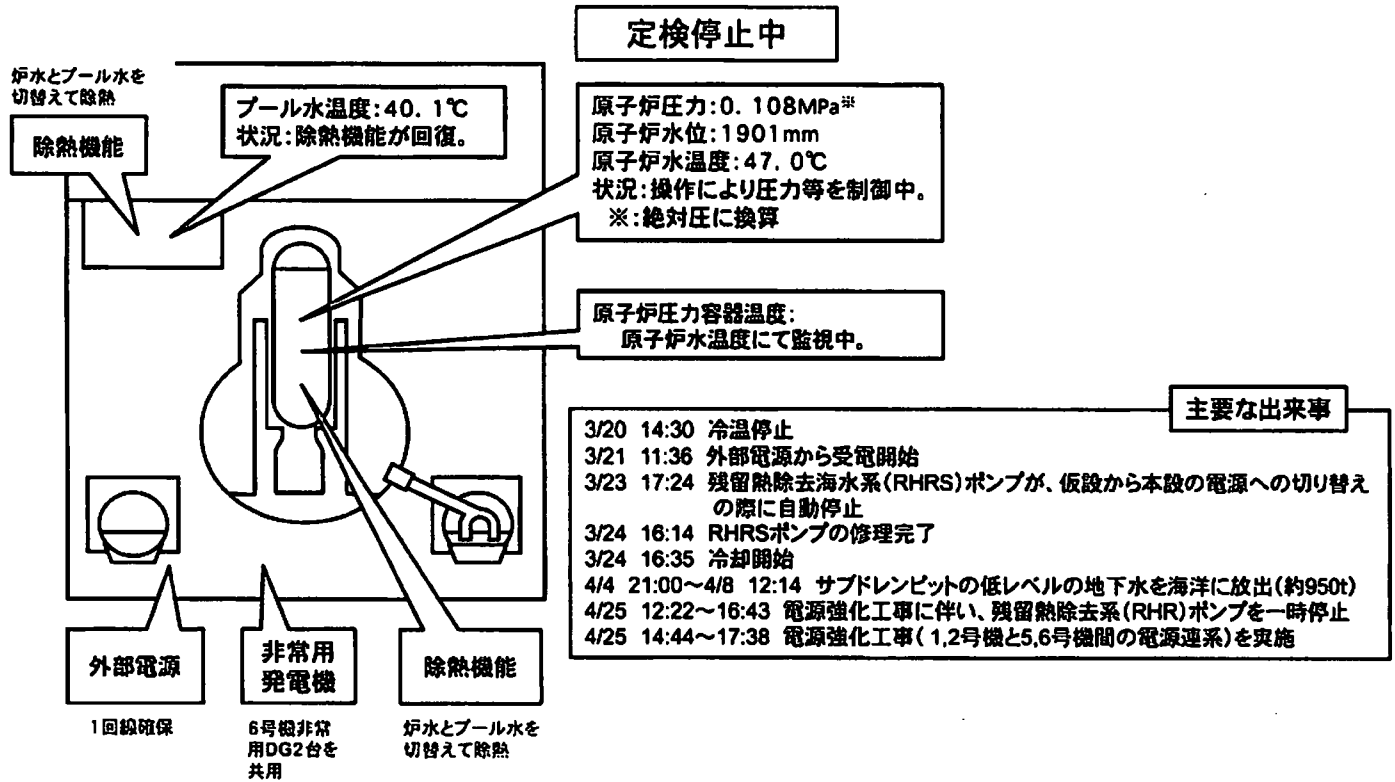 定検停止中
炉水とプール水を
切替えて除熱
除熱機能
プール水温度:40. 1℃
状況:除熱機能が回復。
原子炉圧力:0. 108MPa※
原子炉水位:1901mm
原子炉水温度:47. 0℃
状況:操作により圧力等を制御中。
※:絶対圧に換算
原子炉圧力容器温度:
原子炉水温度にて監視中。
主要な出来事
3/20 14:30 冷温停止
3/21 11:36 外部電源から受電開始
3/23 17:24 残留熱除去海水系(RHRS)ポンプが、仮設から本設の電源への切り替え
の際に自動停止
3/24 16:14 RHRSポンプの修理完了
3/24 16:35 冷却開始
4/4 21:00~4/8 12:14 サブドレンピットの低レベルの地下水を海洋に放出(約950t)
4/25 12:22~16:43 電源強化工事に伴い、残留熱除去系(RHR)ポンプを一時停止
4/25 14:44~17:38 電源強化工事(1,2号機と5,6号機間の電源連系)を実施
外部電源
1回線確保
非常用
発電機
6号機非常
用DG2台を
共用
除熱機能
炉水とプール水を
切替えて除熱